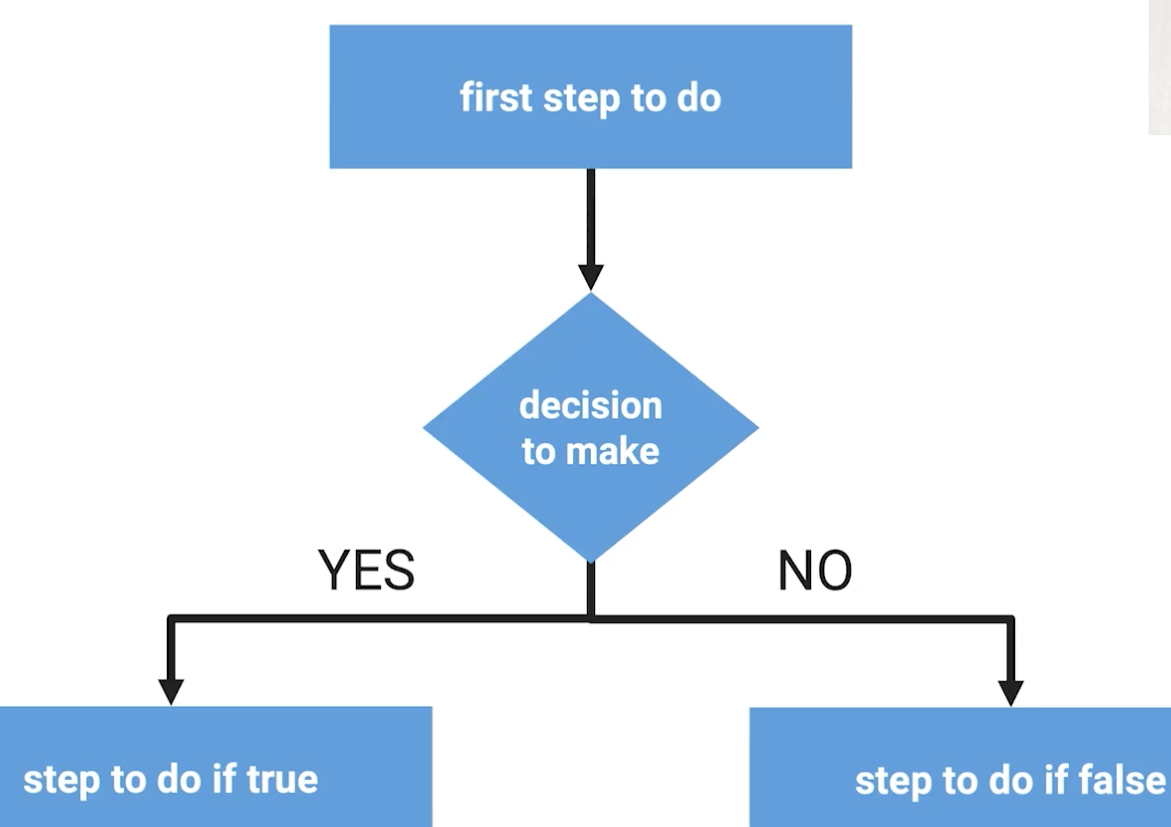 first step to do
decision
to make
YES
NO
step to do if true
step to do if false